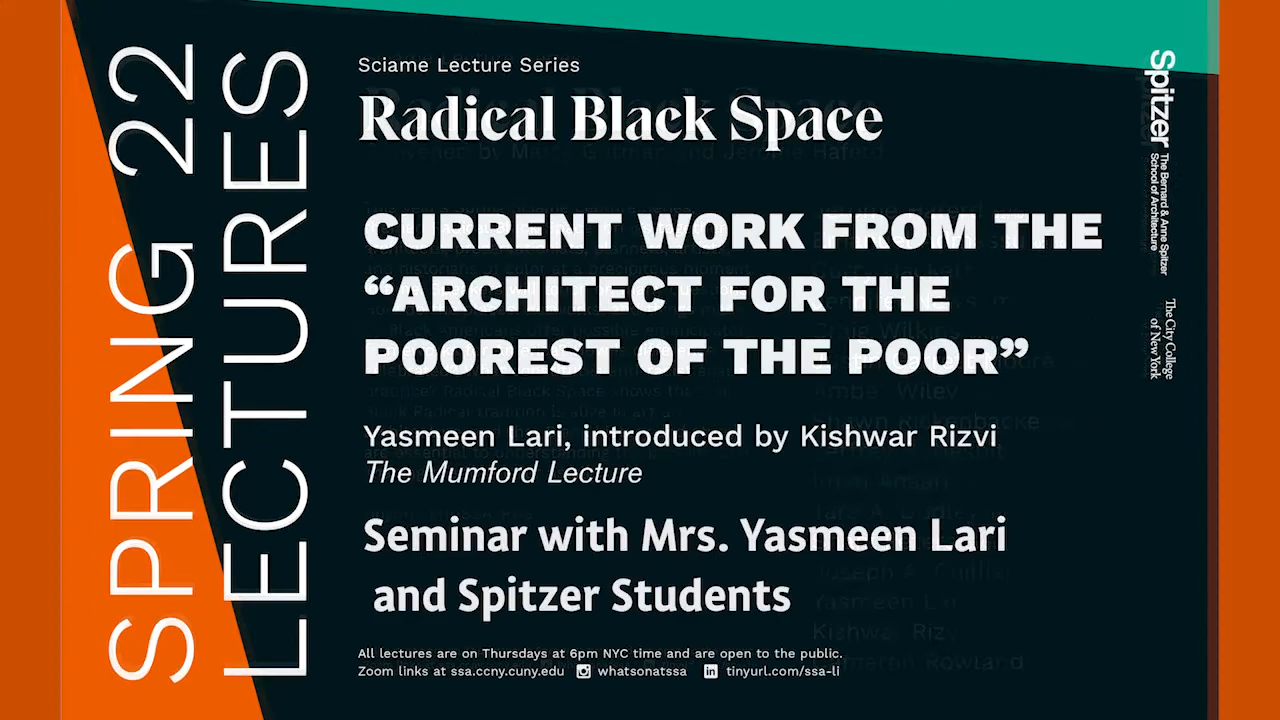 SPRING 22
LECTURES
Sciame Lecture Series
Radical Black Space
CURRENT WORK FROM THE
“ARCHITECT FOR THE
POOREST OF THE POOR”
Yasmeen Lari, introduced by Kishwar Rizvi
The Mumford Lecture
Seminar with Mrs. Yasmeen Lari
and Spitzer Students
All lectures are on Thursdays at 6pm NYC time and are open to the public.
Zoom links at ssa.ccny.cuny.edu whatsonatssa tinyurl.com/ssa-li
Spitzer
The Bernard & Anne Spitzer
School of Architecture
The City College
of New York